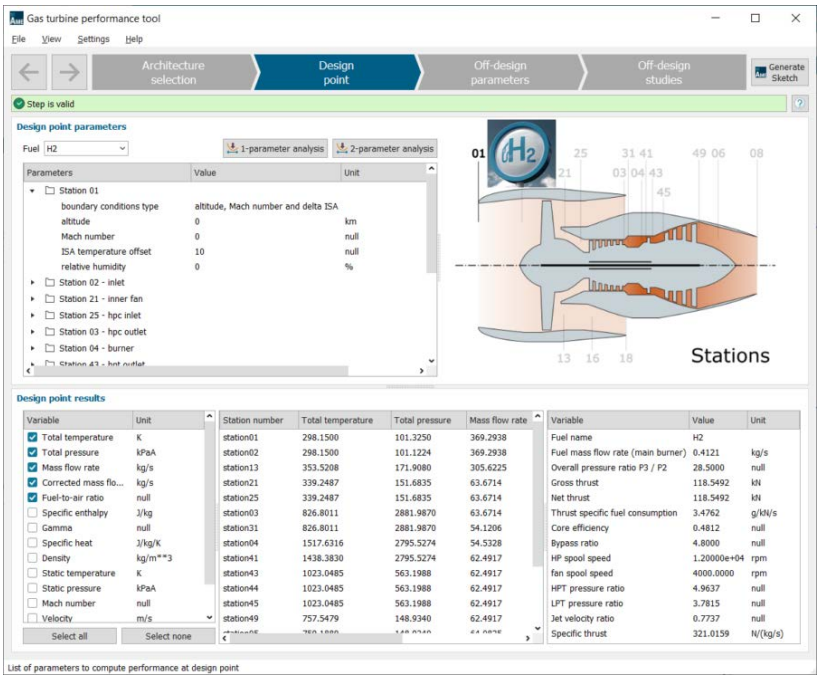 Gas turbine performance tool
File View Settings Help
Architecture selection
Design point
Off-design parameters
Off-design studies
Generate Sketch
Step is valid
Design point parameters
Fuel H2
1-parameter analysis 2-parameter analysis
Parameters Value Unit
Station 01
boundary conditions type altitude, Mach number and delta ISA
altitude 0 km
Mach number 0 null
ISA temperature offset 10 null
relative humidity 0 %
Station 02 - inlet
Station 21 - inner fan
Station 25 - hpc inlet
Station 03 - hpc outlet
Station 04 - burner
Station 43 - hpt outlet
H2
01 25 31 41 49 06 08
21 03 04 43
45
13 16 18
Stations
Design point results
Variable Unit
Total temperature K
Total pressure kPaA
Mass flow rate kg/s
Corrected mass flo... kg/s
Fuel-to-air ratio null
Specific enthalpy J/kg
Gamma null
Specific heat J/kg/K
Density kg/m**3
Static temperature K
Static pressure kPaA
Mach number null
Velocity m/s
Select all Select none
Station number Total temperature Total pressure Mass flow rate
station01 298.1500 101.3250 369.2938
station02 298.1500 101.1224 369.2938
station13 353.5208 171.9080 305.6225
station21 339.2487 151.6835 63.6714
station25 339.2487 151.6835 63.6714
station03 826.8011 2881.9870 63.6714
station31 826.8011 2881.9870 54.1206
station04 1517.6316 2795.5274 54.5328
station41 1438.3830 2795.5274 62.4917
station43 1023.0485 563.1988 62.4917
station44 1023.0485 563.1988 62.4917
station45 1023.0485 563.1988 62.4917
station49 757.5479 148.9340 62.4917
Variable Value Unit
Fuel name H2
Fuel mass flow rate (main burner) 0.4121 kg/s
Overall pressure ratio P3 / P2 28.5000 null
Gross thrust 118.5492 kN
Net thrust 118.5492 kN
Thrust specific fuel consumption 3.4762 g/kN/s
Core efficiency 0.4812 null
Bypass ratio 4.8000 null
HP spool speed 1.20000e+04 rpm
fan spool speed 4000.0000 rpm
HPT pressure ratio 4.9637 null
LPT pressure ratio 3.7815 null
Jet velocity ratio 0.7737 null
Specific thrust 321.0159 N/(kg/s)
List of parameters to compute performance at design point